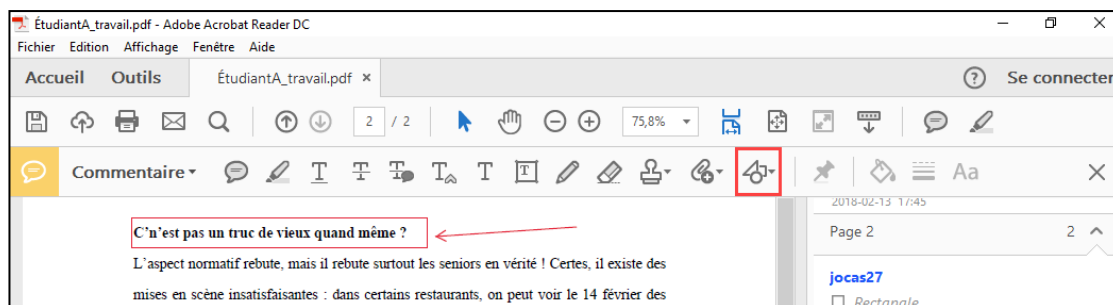 ÉtudiantA_travail.pdf - Adobe Acrobat Reader DC
Fichier Edition Affichage Fenêtre Aide
Accueil Outils ÉtudiantA_travail.pdf × Se connecter
2 / 2 75,8%
Commentaire T T T T T T Aa
2018-02-13 17:45
C’n’est pas un truc de vieux quand même ?
Page 2 2
L’aspect normatif rebute, mais il rebute surtout les seniors en vérité ! Certes, il existe des
jocas27
mises en scène insatisfaisantes : dans certains restaurants, on peut voir le 14 février des
Rectangle